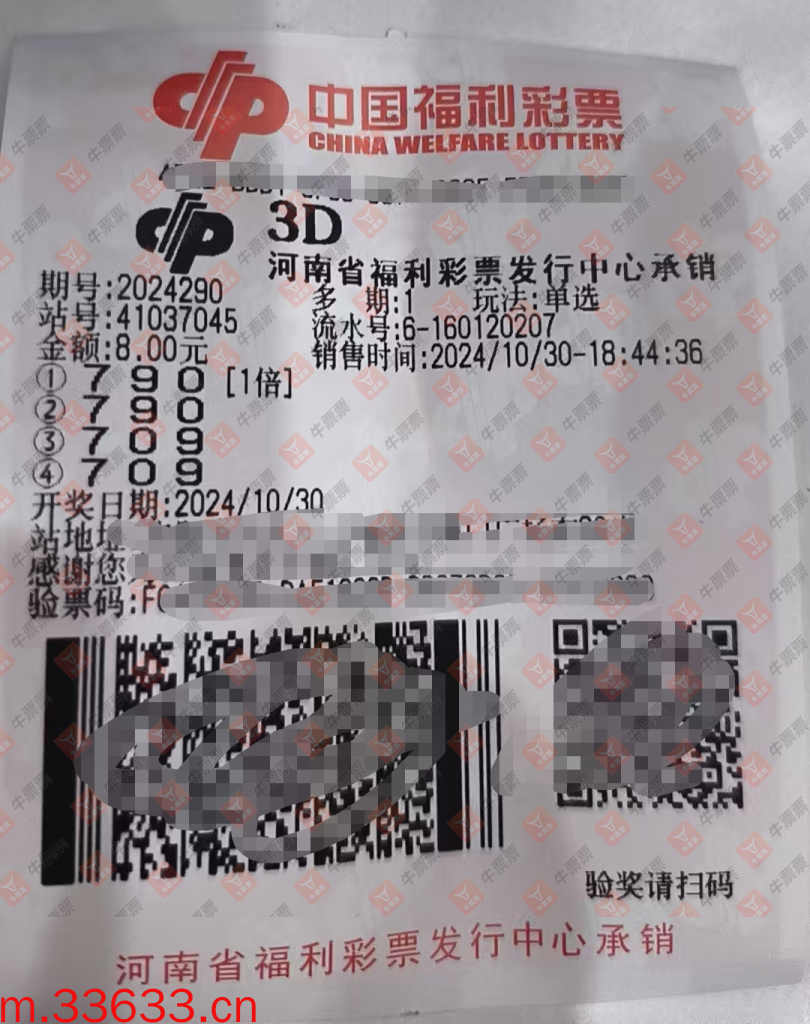 中国福利彩票
CHINA WELFARE LOTTERY
3D
河南省福利彩票发行中心承销
期号:2024290
多 期:1 玩法:单选
站号:41037045
流水号:6-160120207
金额:8.00元
销售时间:2024/10/30-18:44:36
① 7 9 0 [1倍]
② 7 9 0
③ 7 0 9
④ 7 0 9
开奖日期:2024/10/30
站地址
感谢您
验票码:FC
验奖请扫码
河南省福利彩票发行中心承销
m.33633.cn
牛票票